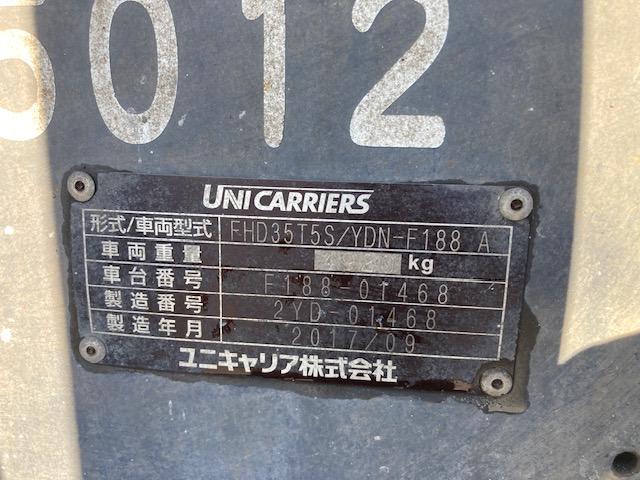 5012
UNICARRIERS
形式/車両型式 FHD35T5S/YDN-F188 A
車両重量 kg
車台番号 F188-01468
製造番号 2YD-01468
製造年月 2017/09
ユニキャリア株式会社